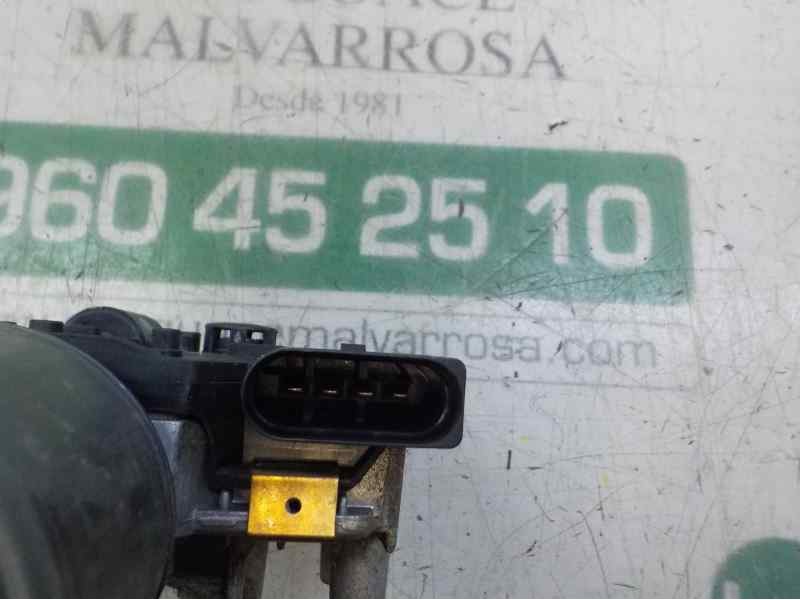 MALVARROSA
Desde 1981
960 45 25 10
malvarrosa.com